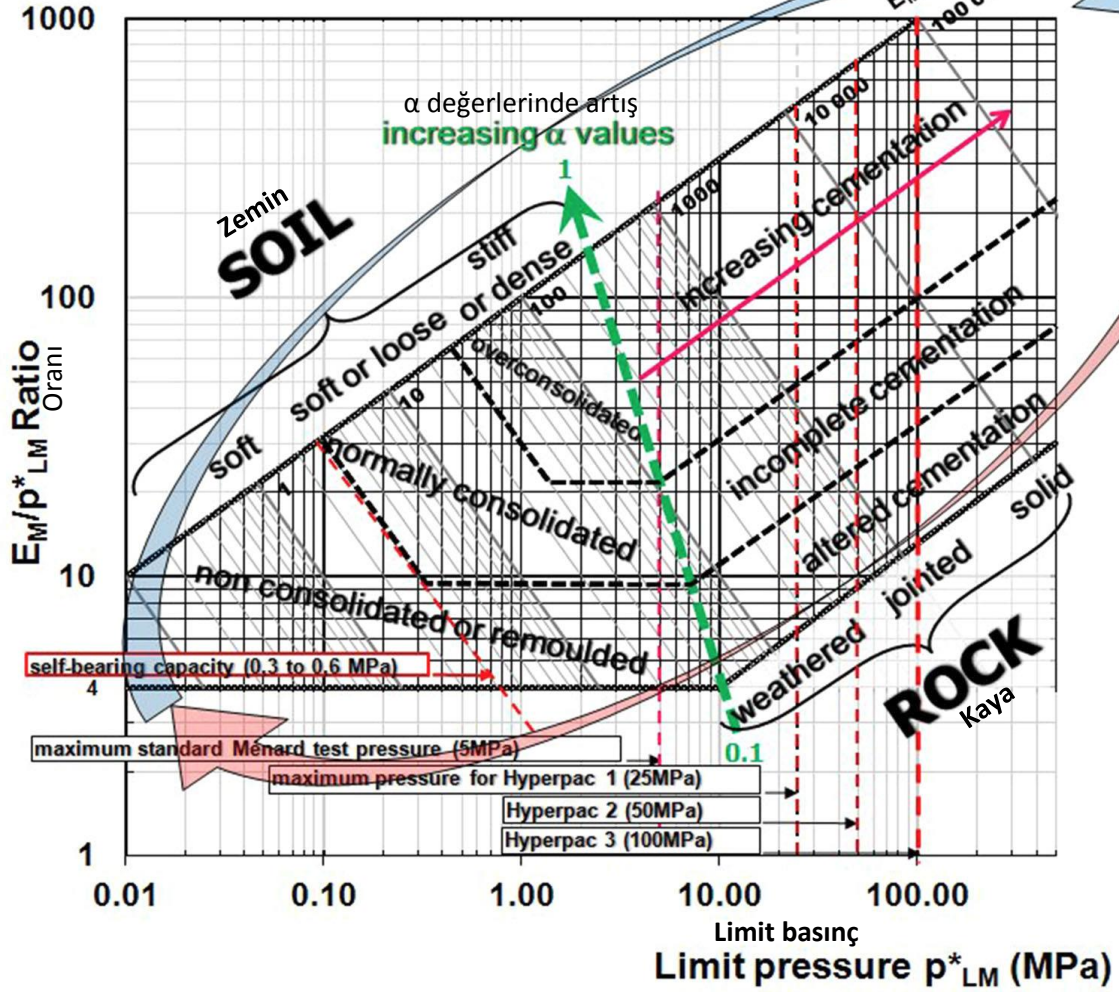 1000
100
10
4
1
E_M/p*_LM Ratio
Oranı
α değerlerinde artış
increasing α values
1
Zemin
SOIL
soft
soft or loose
stiff
or dense
1
10
100
1000
10 000
increasing cementation
overconsolidated
incomplete cementation
normally consolidated
altered cementation
non consolidated or remoulded
solid
jointed
weathered
ROCK
Kaya
self-bearing capacity (0.3 to 0.6 MPa)
maximum standard Ménard test pressure (5MPa)
0.1
maximum pressure for Hyperpac 1 (25MPa)
Hyperpac 2 (50MPa)
Hyperpac 3 (100MPa)
0.01 0.10 1.00 10.00 100.00
Limit basınç
Limit pressure p*_LM (MPa)